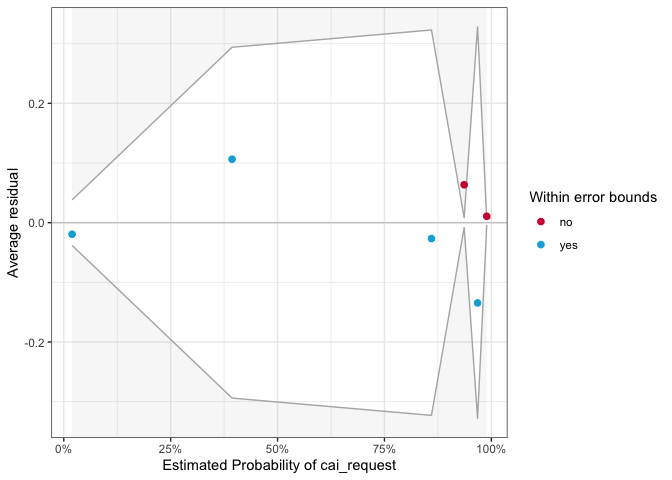 0.2
0.0
-0.2
Average residual
0%
25%
50%
75%
100%
Estimated Probability of cai_request
Within error bounds
no
yes